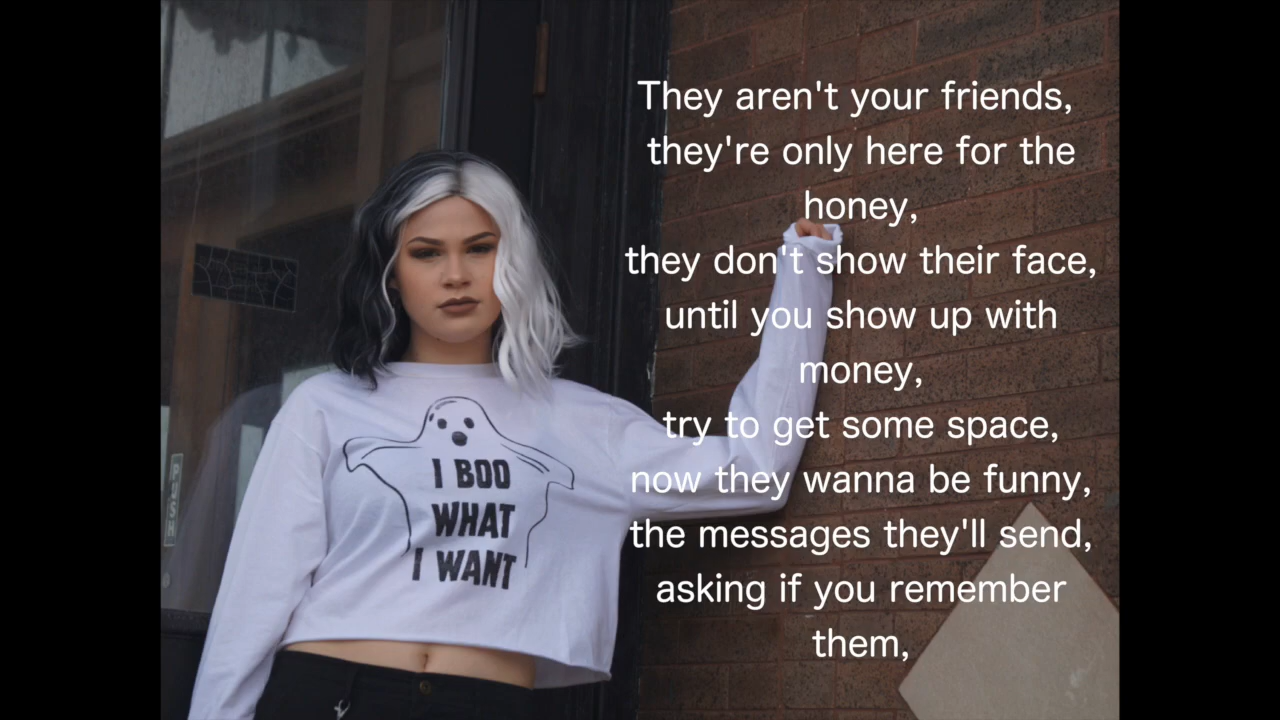 They aren't your friends,
they're only here for the
honey,
they don't show their face,
until you show up with
money,
try to get some space,
now they wanna be funny,
the messages they'll send,
asking if you remember
them,
I BOO
WHAT
I WANT
PUSH